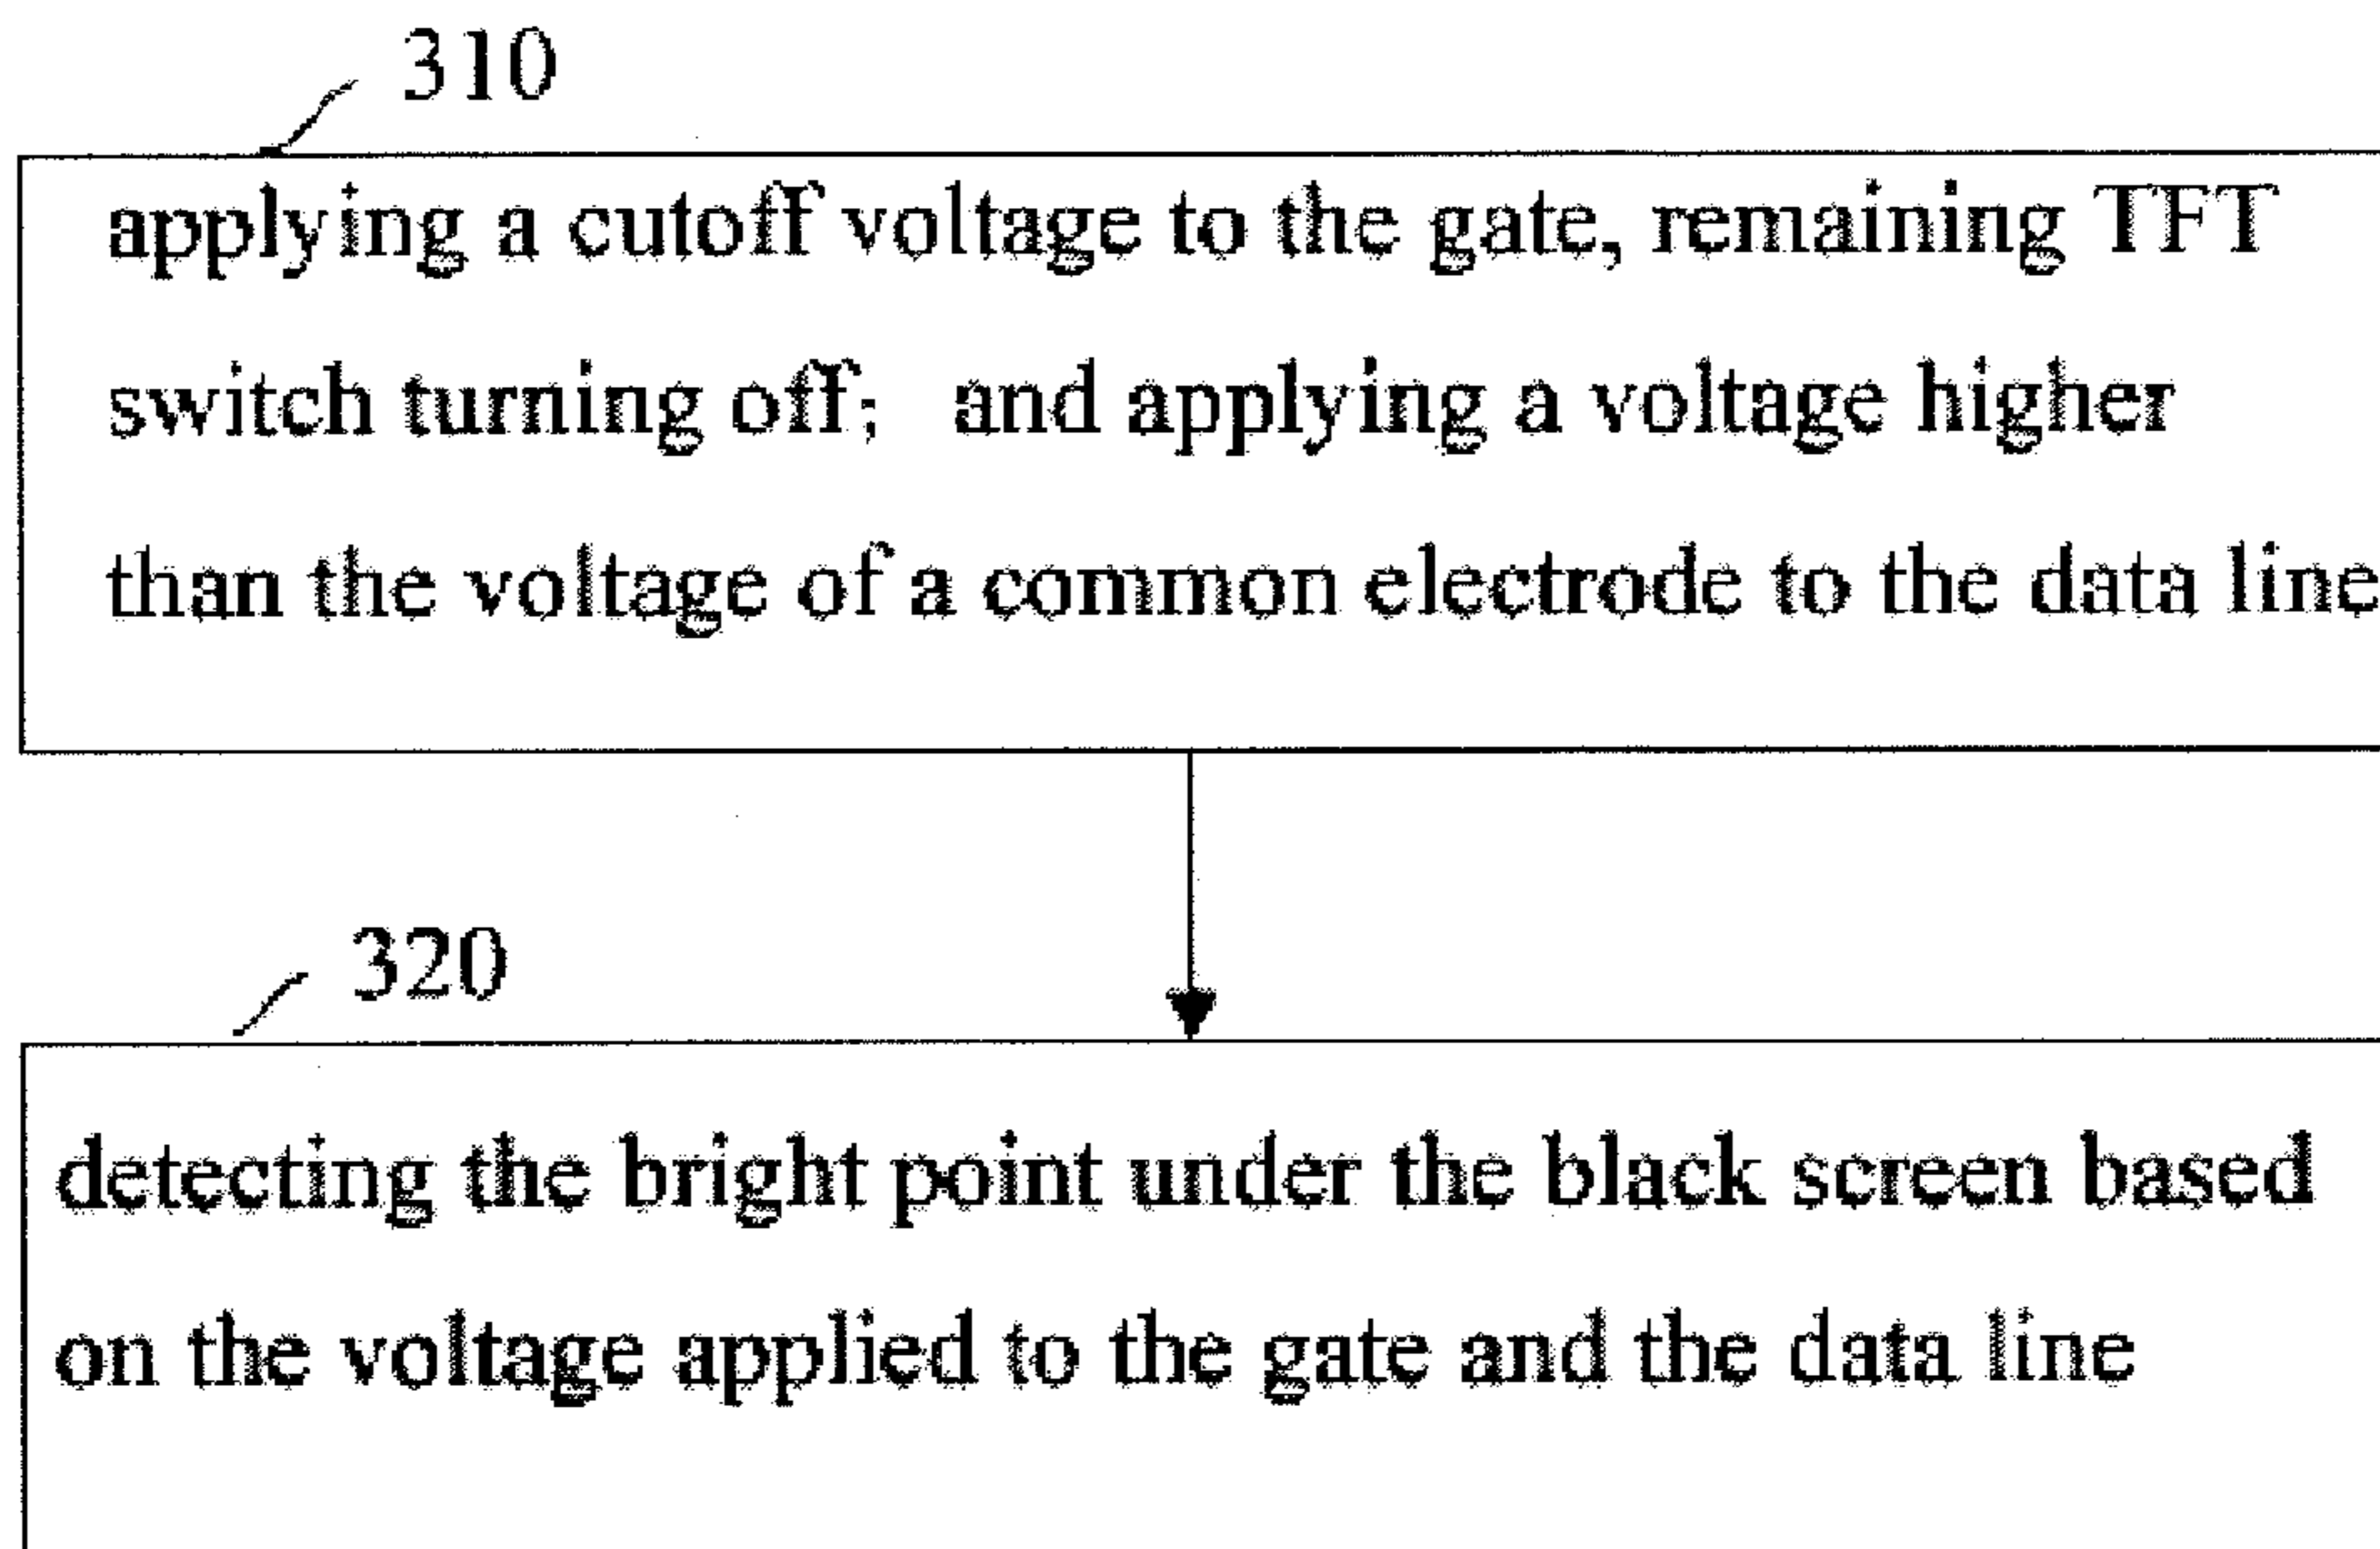 310
applying a cutoff voltage to the gate, remaining TFT
switch turning off; and applying a voltage higher
than the voltage of a common electrode to the data line
320
detecting the bright point under the black screen based
on the voltage applied to the gate and the data line